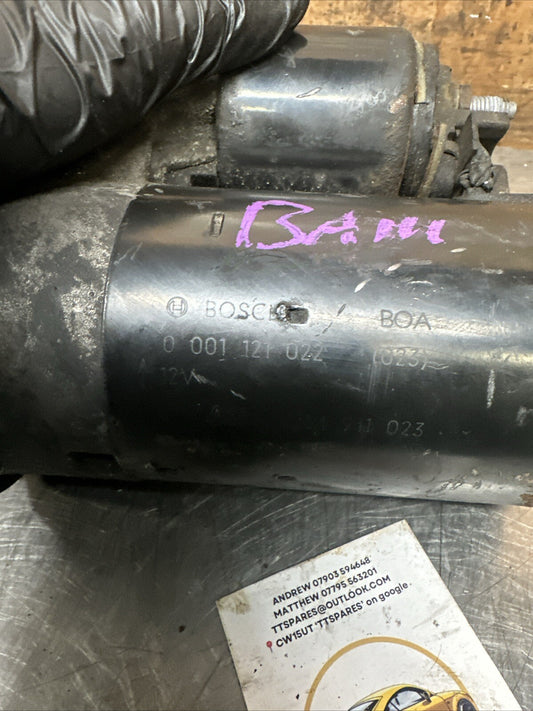 BAM
BOSCH BOA
0 001 121 022 (023)
12V
023
ANDREW 07903 594648
MATTHEW 07795 563201
TTSPARES@OUTLOOK.COM
CW15UT 'TTSPARES' on google.